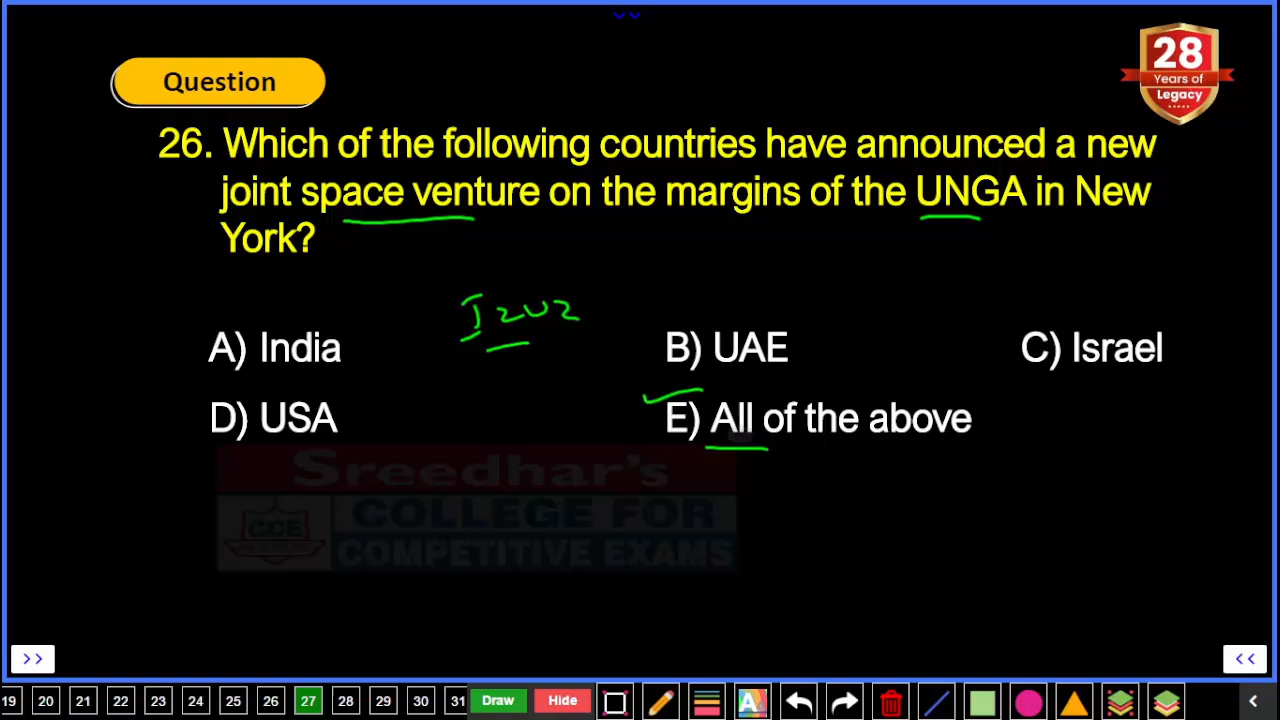 Question
28
Years of
Legacy
26. Which of the following countries have announced a new
joint space venture on the margins of the UNGA in New
York?
I2U2
A) India
B) UAE
C) Israel
D) USA
E) All of the above
Sreedhar's
CCE
COLLEGE FOR
COMPETITIVE EXAMS
>>
<<
19 20 21 22 23 24 25 26 27 28 29 30 31 Draw Hide A